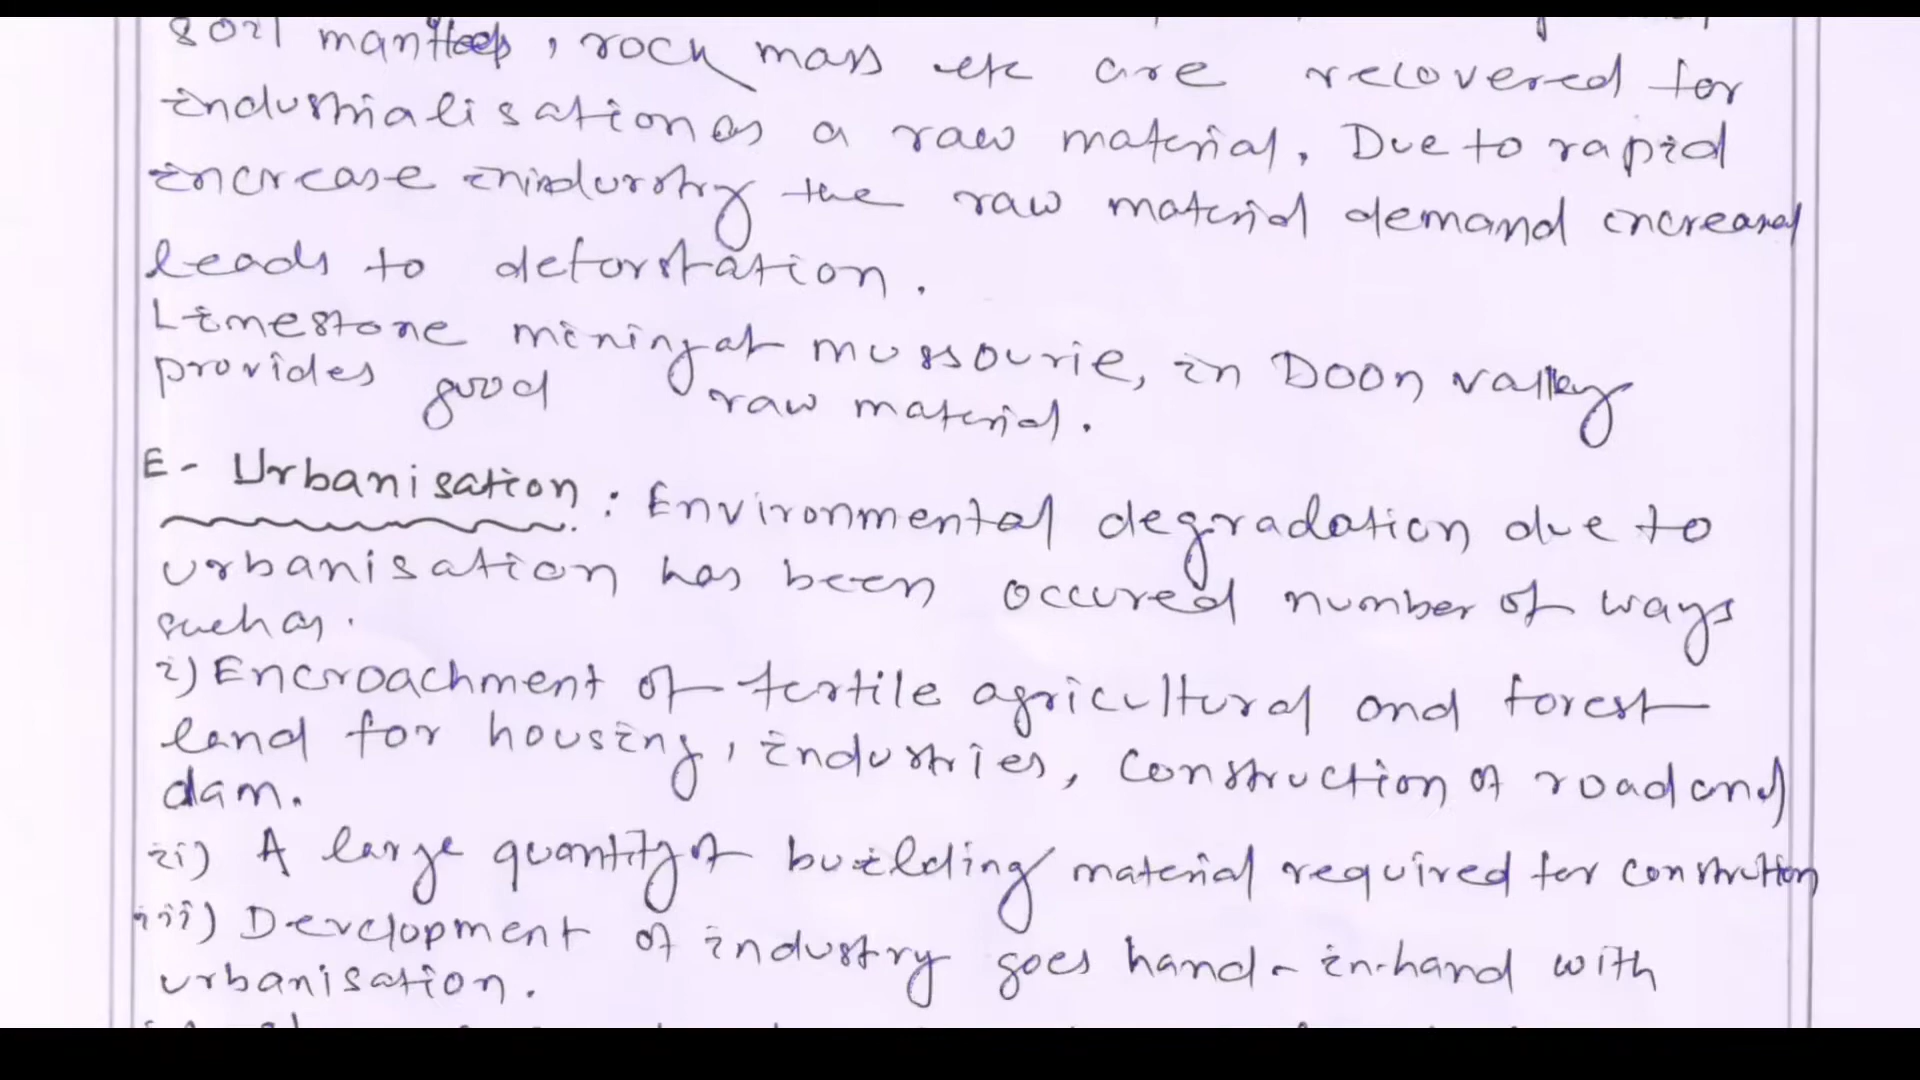 soil mantles, rock mass etc are recovered for
industrialisation as a raw material. Due to rapid
increase in indurstry the raw material demand increased
leads to deforstation.
Limestone mining at mussourie, in Doon valley
provides good raw material.
E- Urbanisation : Environmental degradation due to
urbanisation has been occured number of ways
such as.
i) Encroachment of fertile agricultural and forest
land for housing, industries, construction of road and
dam.
ii) A large quantity of building material required for constrution
iii) Development of industry goes hand-in-hand with
urbanisation.